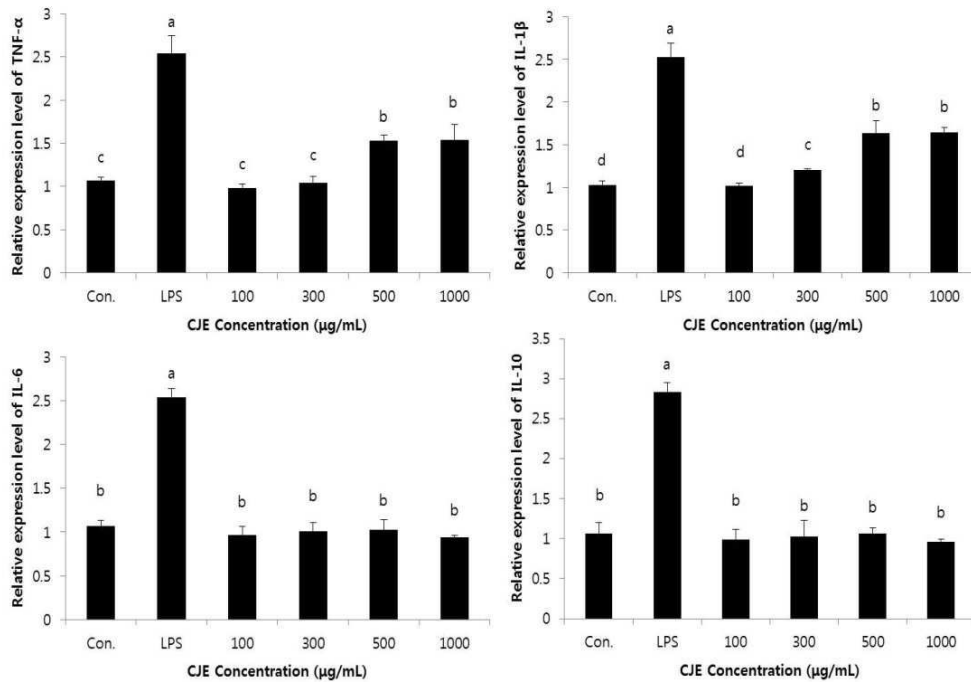 Relative expression level of TNF-α
3
2.5
2
1.5
1
0.5
0
a
b
b
c
c
c
Con.
LPS
100
300
500
1000
CJE Concentration (μg/mL)
Relative expression level of IL-1β
3
2.5
2
1.5
1
0.5
0
a
b
b
c
d
d
Con.
LPS
100
300
500
1000
CJE Concentration (μg/mL)
Relative expression level of IL-6
3
2.5
2
1.5
1
0.5
0
a
b
b
b
b
b
Con.
LPS
100
300
500
1000
CJE Concentration (μg/mL)
Relative expression level of IL-10
3.5
3
2.5
2
1.5
1
0.5
0
a
b
b
b
b
b
Con.
LPS
100
300
500
1000
CJE Concentration (μg/mL)